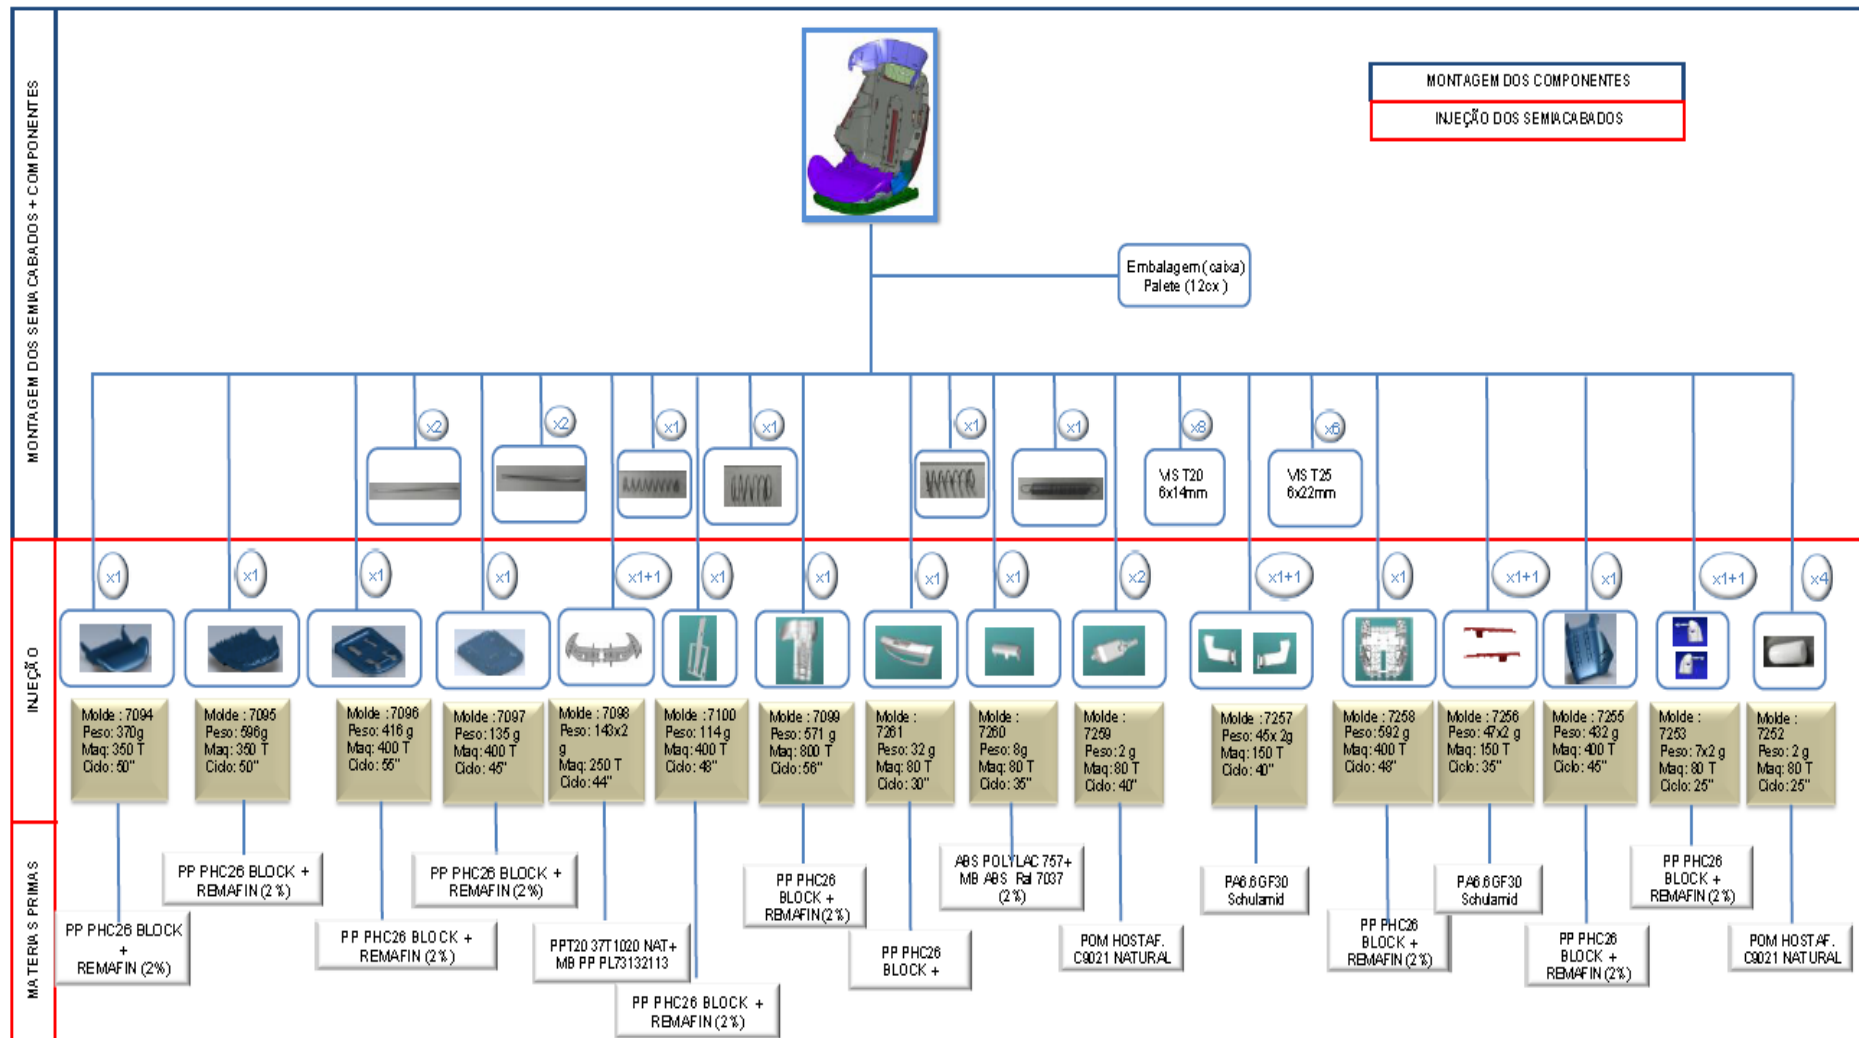 MONTAGEM DOS SEMIACABADOS + COMPONENTES
MONTAGEM DOS COMPONENTES
INJEÇÃO DOS SEMIACABADOS
Embalagem (caixa)
Palete (12cx )
x2
x2
x1
x1
x1
x1
x8
x6
VIS T20
6x14mm
VIS T25
6x22mm
INJEÇÃO
x1
x1
x1
x1
x1+1
x1
x1
x1
x1
x2
x1+1
x1
x1+1
x1
x1+1
x4
Molde : 7094
Peso: 370g
Maq: 350 T
Ciclo: 50"
Molde : 7095
Peso: 596g
Maq: 350 T
Ciclo: 50"
Molde : 7096
Peso: 416 g
Maq: 400 T
Ciclo: 55"
Molde : 7097
Peso: 135 g
Maq: 400 T
Ciclo: 45"
Molde : 7098
Peso: 143x2
g
Maq: 250 T
Ciclo: 44"
Molde : 7100
Peso: 114 g
Maq: 400 T
Ciclo: 48"
Molde : 7099
Peso: 571 g
Maq: 800 T
Ciclo: 56"
Molde :
7261
Peso: 32 g
Maq: 80 T
Ciclo: 30"
Molde :
7260
Peso: 8g
Maq: 80 T
Ciclo: 35"
Molde :
7259
Peso: 2 g
Maq: 80 T
Ciclo: 40"
Molde : 7257
Peso: 45x 2g
Maq: 150 T
Ciclo: 40"
Molde : 7258
Peso: 592 g
Maq: 400 T
Ciclo: 48"
Molde : 7256
Peso: 47x2 g
Maq: 150 T
Ciclo: 35"
Molde : 7255
Peso: 432 g
Maq: 400 T
Ciclo: 45"
Molde :
7253
Peso: 7x2 g
Maq: 80 T
Ciclo: 25"
Molde :
7252
Peso: 2 g
Maq: 80 T
Ciclo: 25"
MATERIAS PRIMAS
PP PHC26 BLOCK
+
REMAFIN (2%)
PP PHC26 BLOCK +
REMAFIN (2%)
PP PHC26 BLOCK +
REMAFIN (2%)
PP PHC26 BLOCK +
REMAFIN (2%)
PPT20 37T1020 NAT+
MB PP PL73132113
PP PHC26 BLOCK +
REMAFIN (2%)
PP PHC26
BLOCK +
REMAFIN (2%)
PP PHC26
BLOCK +
ABS POLYLAC 757+
MB ABS Ral 7037
(2%)
POM HOSTAF.
C9021 NATURAL
PA6.6GF30
Schulamid
PP PHC26
BLOCK +
REMAFIN (2%)
PA6.6GF30
Schulamid
PP PHC26
BLOCK +
REMAFIN (2%)
PP PHC26
BLOCK +
REMAFIN (2%)
POM HOSTAF.
C9021 NATURAL